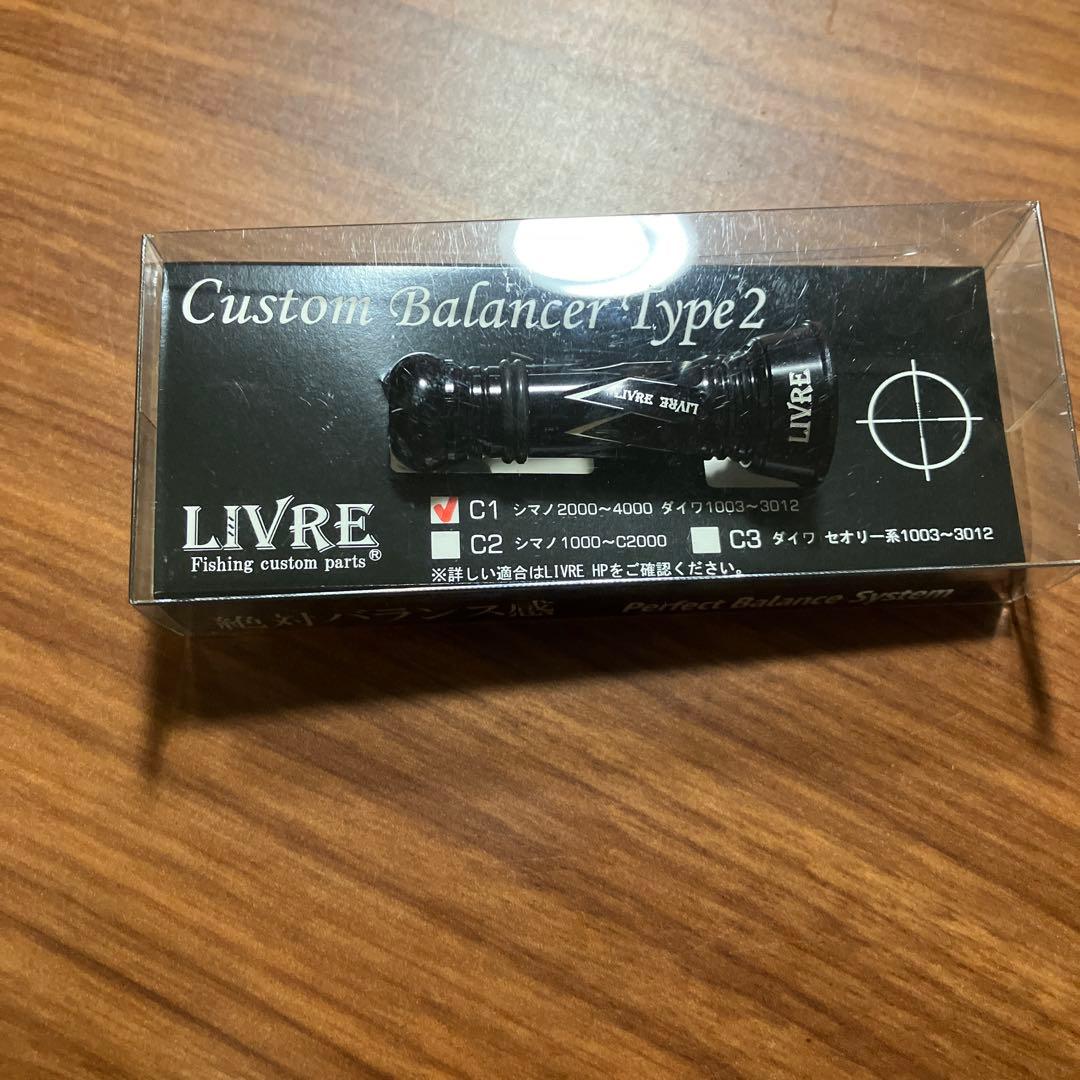 Custom Balancer Type2
LIVRE LIVRE
LIVRE
LIVRE
Fishing custom parts®
C1 シマノ2000～4000 ダイワ1003～3012
C2 シマノ1000～C2000
C3 ダイワ セオリー系1003～3012
※詳しい適合はLIVRE HPをご確認ください。
絶対バランス感 Perfect Balance System